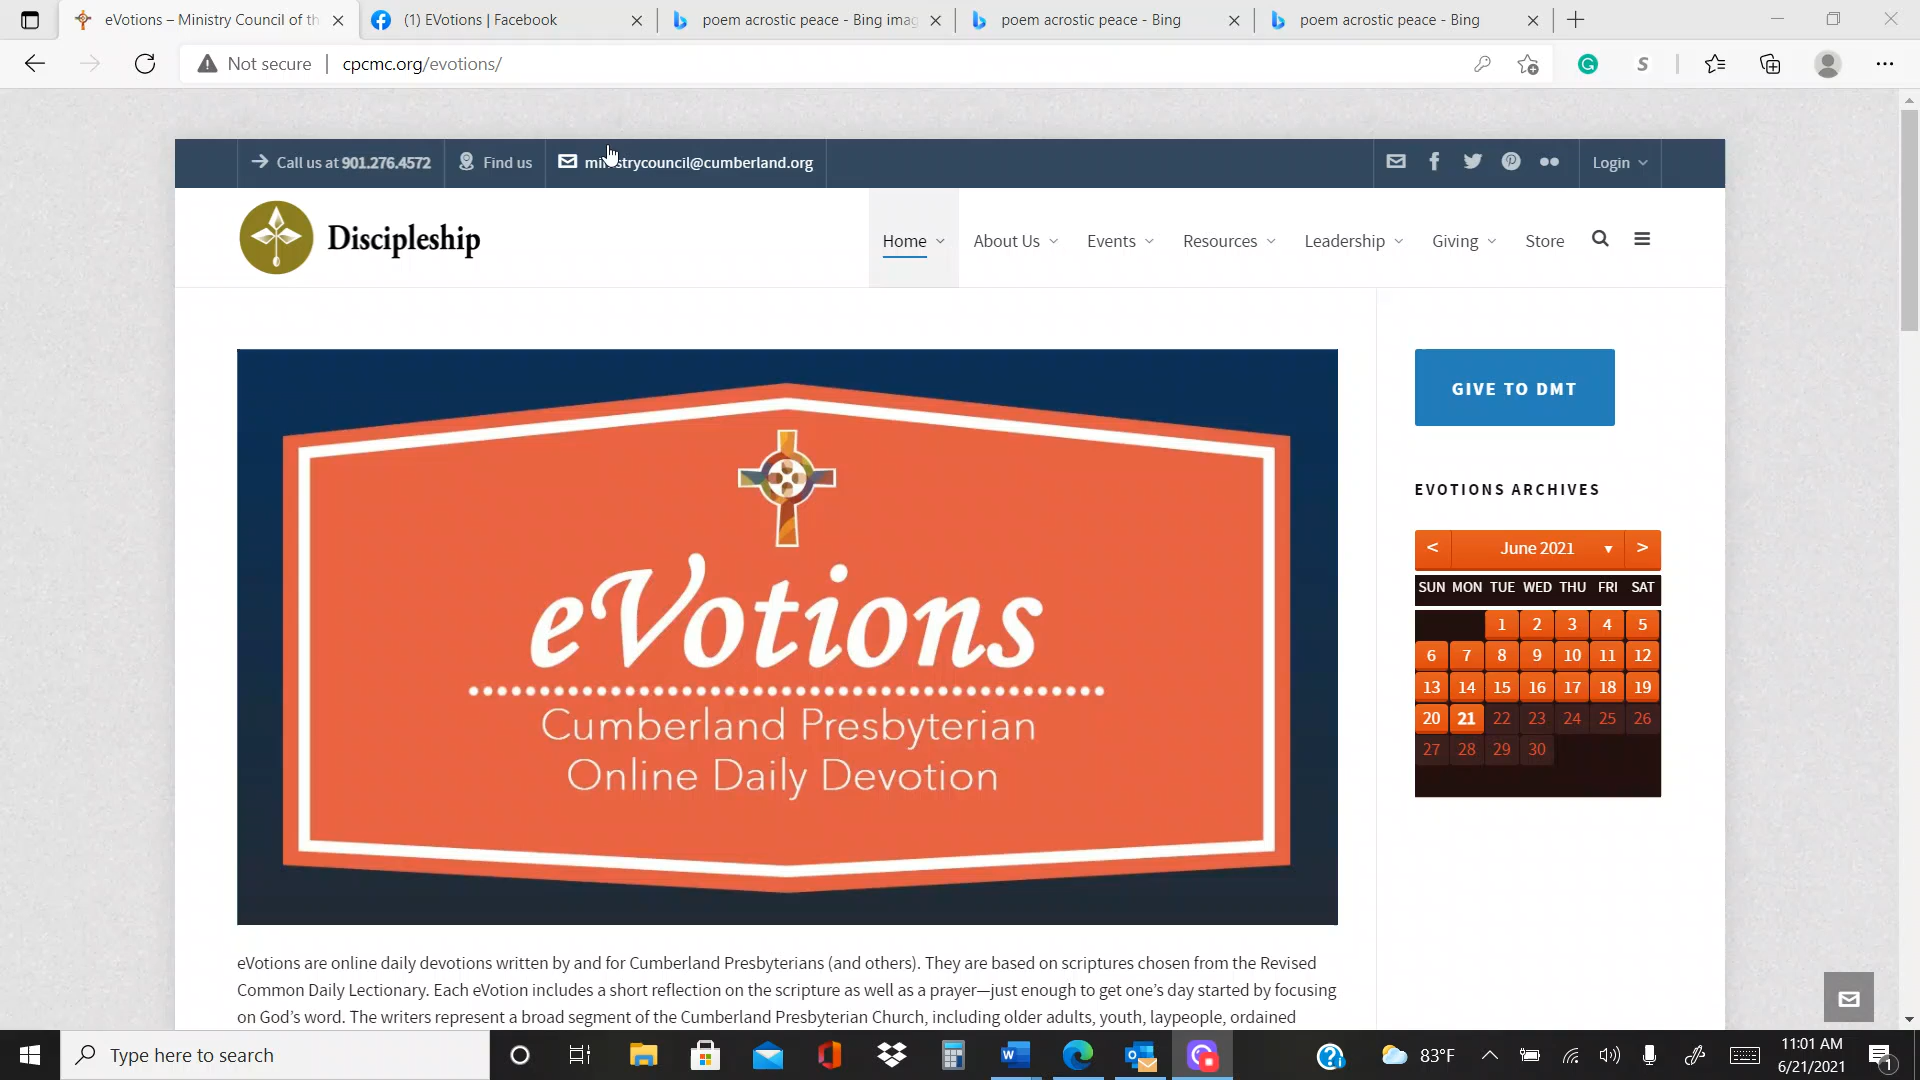 eVotions – Ministry Council of th
(1) EVotions | Facebook
poem acrostic peace - Bing imag
poem acrostic peace - Bing
poem acrostic peace - Bing
Not secure
cpcmc.org/evotions/
Call us at 901.276.4572
Find us
ministrycouncil@cumberland.org
Login
Discipleship
Home
About Us
Events
Resources
Leadership
Giving
Store
eVotions
Cumberland Presbyterian
Online Daily Devotion
GIVE TO DMT
EVOTIONS ARCHIVES
< June 2021 ▼ >
SUN MON TUE WED THU FRI SAT
1 2 3 4 5
6 7 8 9 10 11 12
13 14 15 16 17 18 19
20 21 22 23 24 25 26
27 28 29 30
eVotions are online daily devotions written by and for Cumberland Presbyterians (and others). They are based on scriptures chosen from the Revised
Common Daily Lectionary. Each eVotion includes a short reflection on the scripture as well as a prayer—just enough to get one's day started by focusing
on God's word. The writers represent a broad segment of the Cumberland Presbyterian Church, including older adults, youth, laypeople, ordained
Type here to search
83°F
11:01 AM
6/21/2021
1